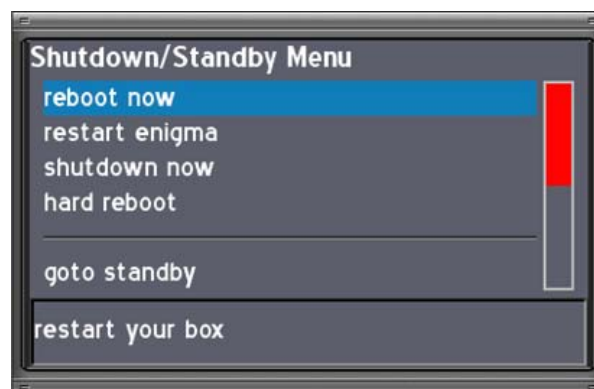 Shutdown/Standby Menu
reboot now
restart enigma
shutdown now
hard reboot
goto standby
restart your box